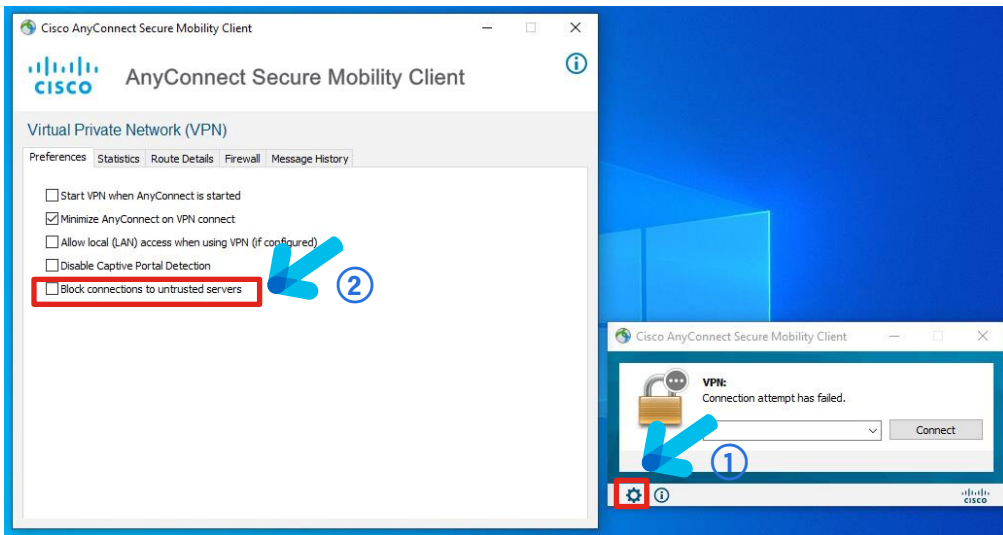 Cisco AnyConnect Secure Mobility Client
CISCO
AnyConnect Secure Mobility Client
Virtual Private Network (VPN)
Preferences Statistics Route Details Firewall Message History
Start VPN when AnyConnect is started
Minimize AnyConnect on VPN connect
Allow local (LAN) access when using VPN (if configured)
Disable Captive Portal Detection
Block connections to untrusted servers
②
Cisco AnyConnect Secure Mobility Client
VPN:
Connection attempt has failed.
Connect
①
CISCO